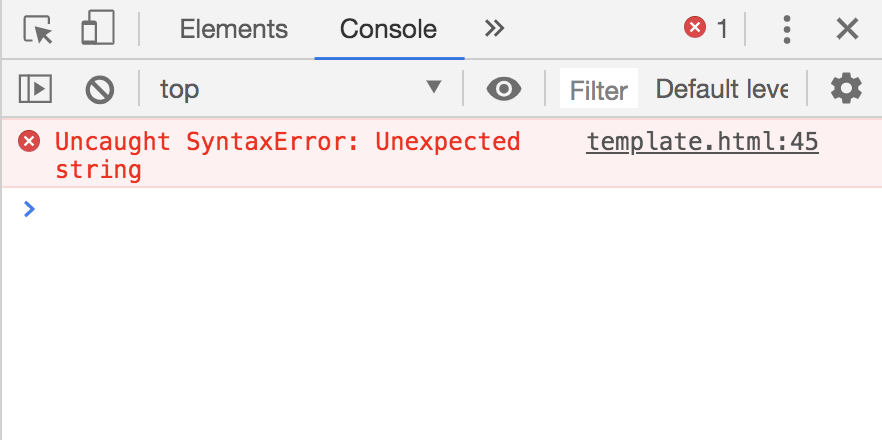 Elements Console 1
top Filter Default leve
Uncaught SyntaxError: Unexpected template.html:45
string